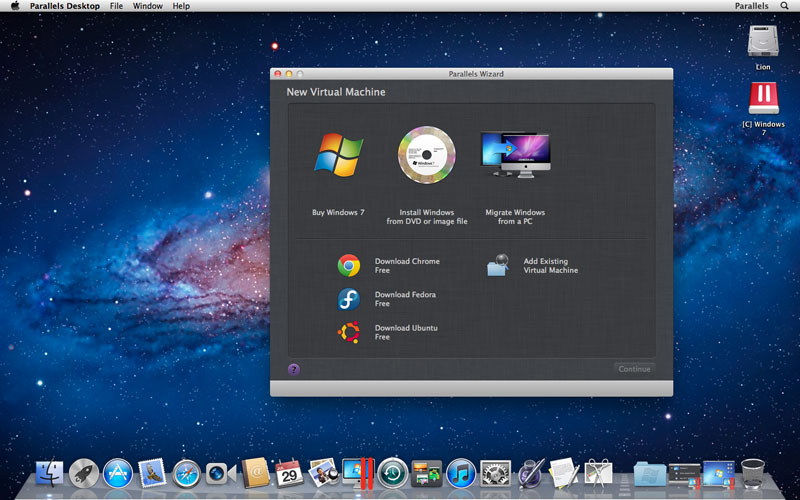 Parallels Desktop File Window Help
Parallels
Lion
[C] Windows
7
Parallels Wizard
New Virtual Machine
Buy Windows 7
Install Windows
from DVD or image file
Migrate Windows
from a PC
Download Chrome
Free
Add Existing
Virtual Machine
Download Fedora
Free
Download Ubuntu
Free
?
Continue
29